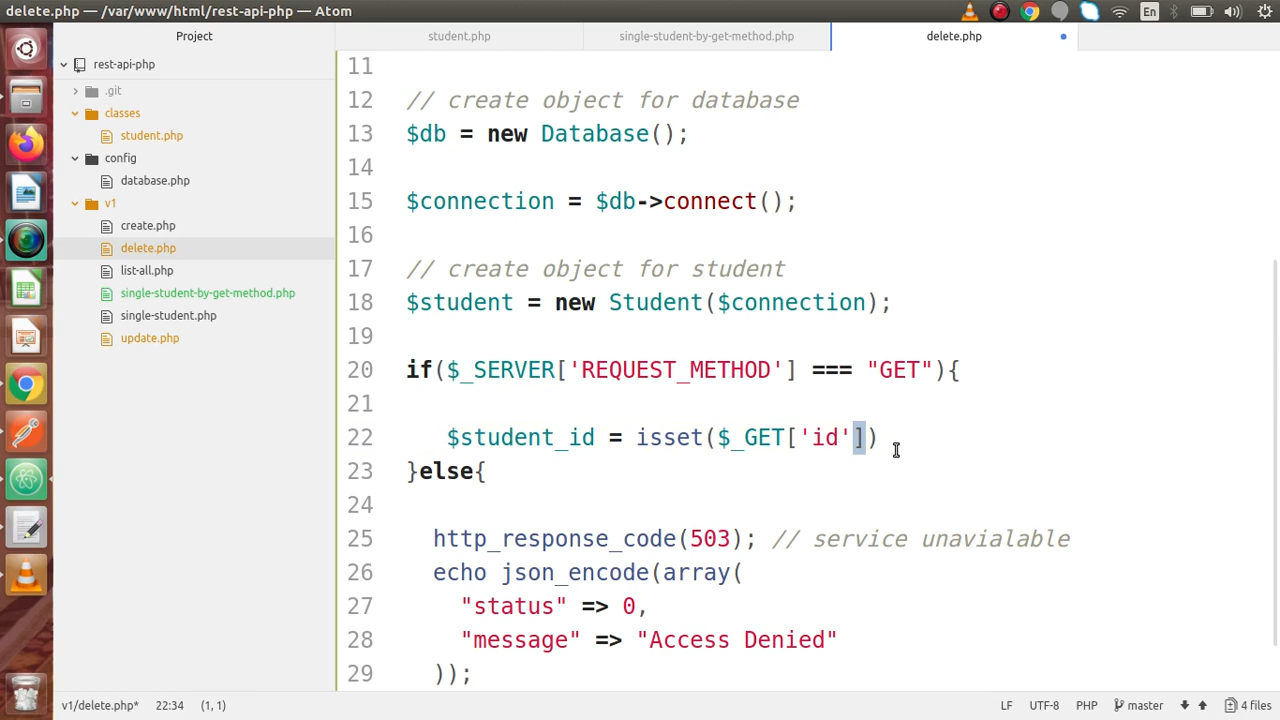 delete.php — /var/www/html/rest-api-php — Atom
En
Project
student.php
single-student-by-get-method.php
delete.php
rest-api-php
.git
classes
student.php
config
database.php
v1
create.php
delete.php
list-all.php
single-student-by-get-method.php
single-student.php
update.php
11
12 // create object for database
13 $db = new Database();
14
15 $connection = $db->connect();
16
17 // create object for student
18 $student = new Student($connection);
19
20 if($_SERVER['REQUEST_METHOD'] === "GET"){
21
22 $student_id = isset($_GET['id'])
23 }else{
24
25 http_response_code(503); // service unavialable
26 echo json_encode(array(
27 "status" => 0,
28 "message" => "Access Denied"
29 ));
v1/delete.php* 22:34 (1, 1) LF UTF-8 PHP master 4 files